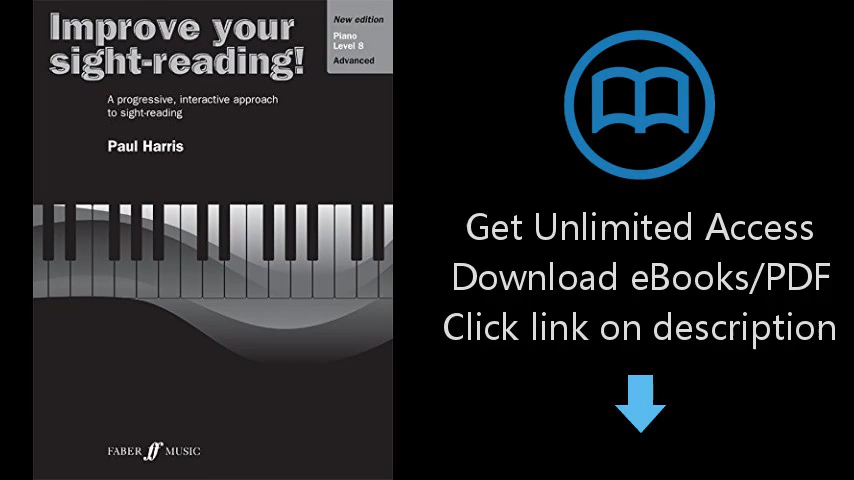 Improve your
sight-reading!
New edition
Piano
Level 8
Advanced
A progressive, interactive approach
to sight-reading
Paul Harris
FABER ff MUSIC
Get Unlimited Access
Download eBooks/PDF
Click link on description